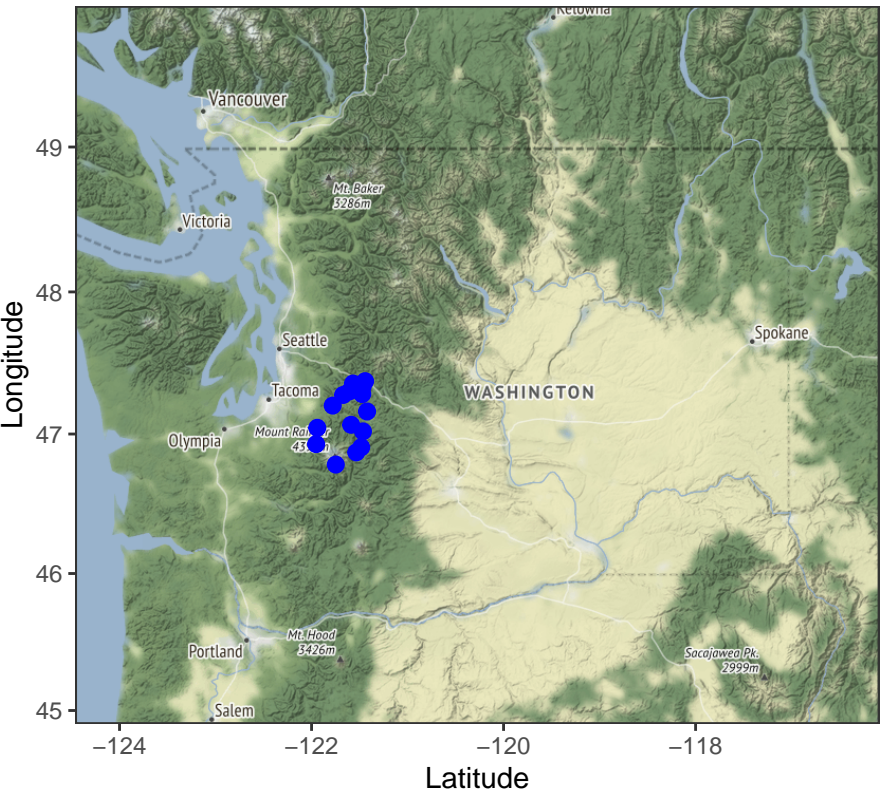 Kelowna
Vancouver
49
Mt. Baker
3286m
Victoria
48
Seattle
Spokane
Tacoma
WASHINGTON
Olympia
Mount
47
46
Mt. Hood
3426m
Portland
Sacajawea Pk.
2999m
Salem
45
−124
−122
−120
−118
Latitude
Longitude